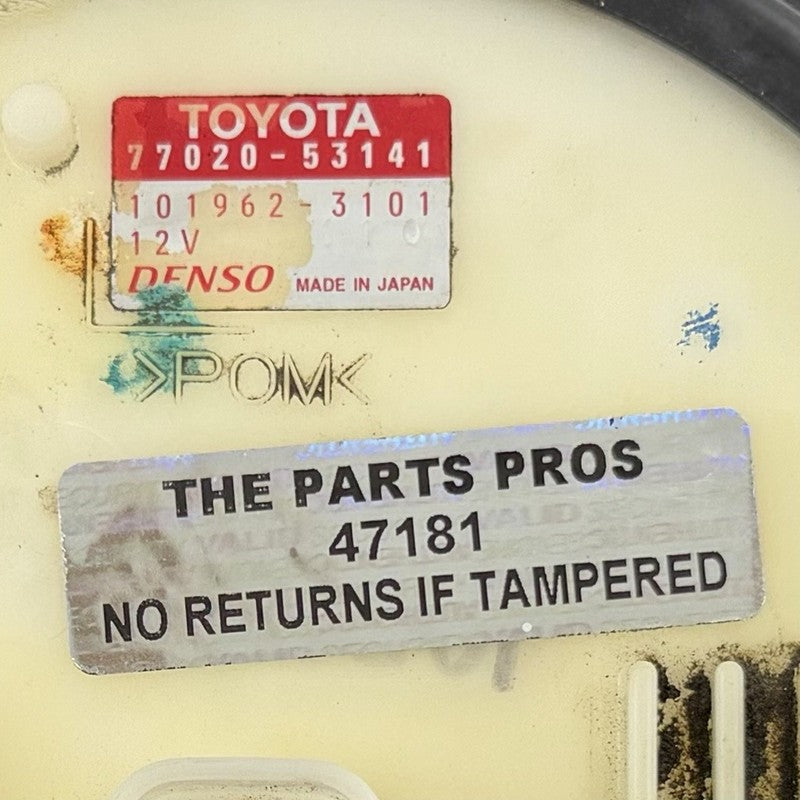 TOYOTA
77020-53141
101962-3101
12V
DENSO MADE IN JAPAN
>POM<
THE PARTS PROS
47181
NO RETURNS IF TAMPERED